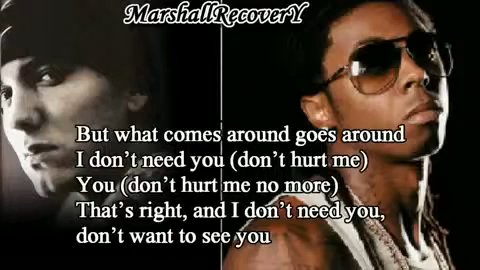 MarshallRecoverY
But what comes around goes around
I don't need you (don't hurt me)
You (don't hurt me no more)
That's right, and I don't need you,
don't want to see you